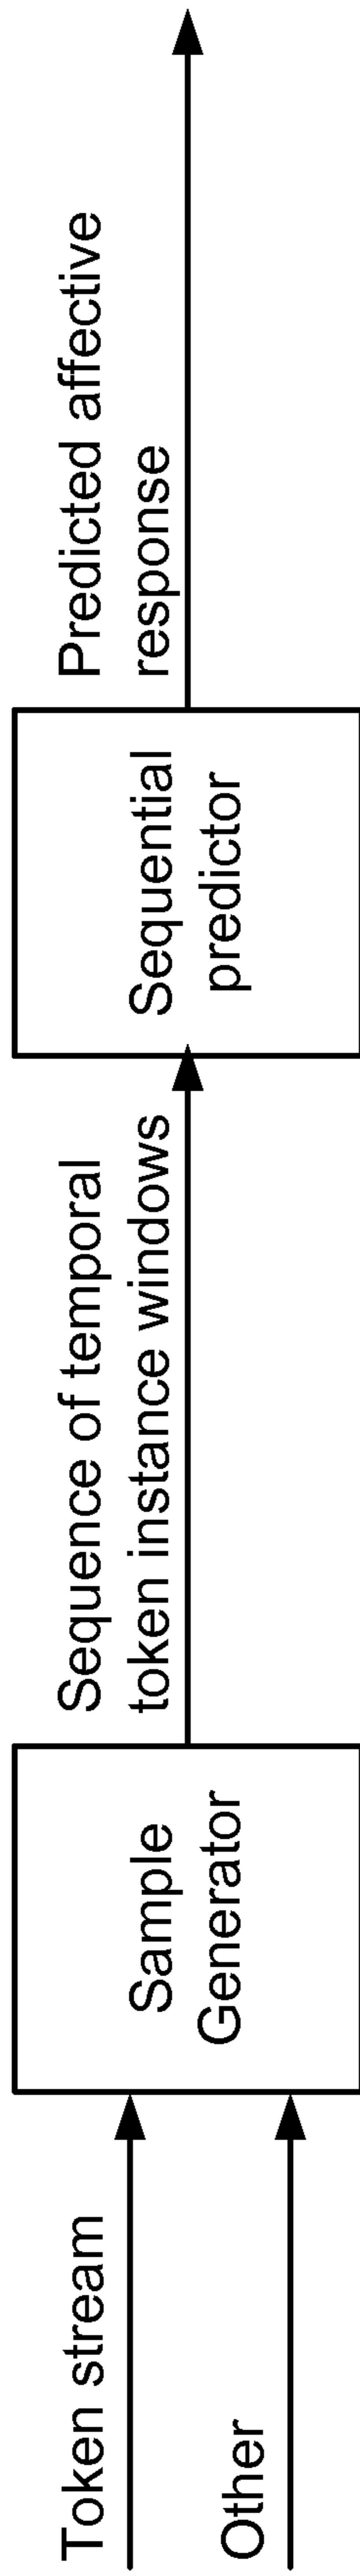 Token stream
Other
Sample
Generator
Sequence of temporal
token instance windows
Sequential
predictor
Predicted affective
response